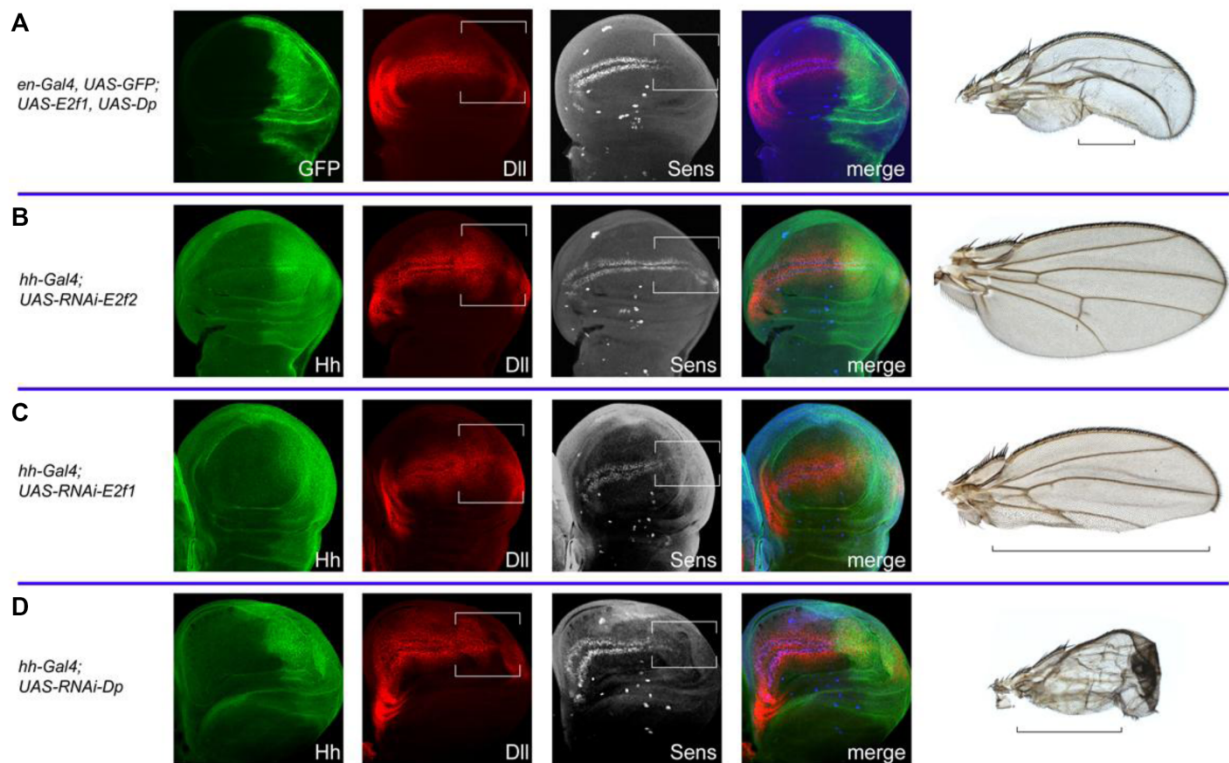 A
en-Gal4, UAS-GFP;
UAS-E2f1, UAS-Dp
GFP
Dll
Sens
merge
B
hh-Gal4;
UAS-RNAi-E2f2
Hh
Dll
Sens
merge
C
hh-Gal4;
UAS-RNAi-E2f1
Hh
Dll
Sens
merge
D
hh-Gal4;
UAS-RNAi-Dp
Hh
Dll
Sens
merge